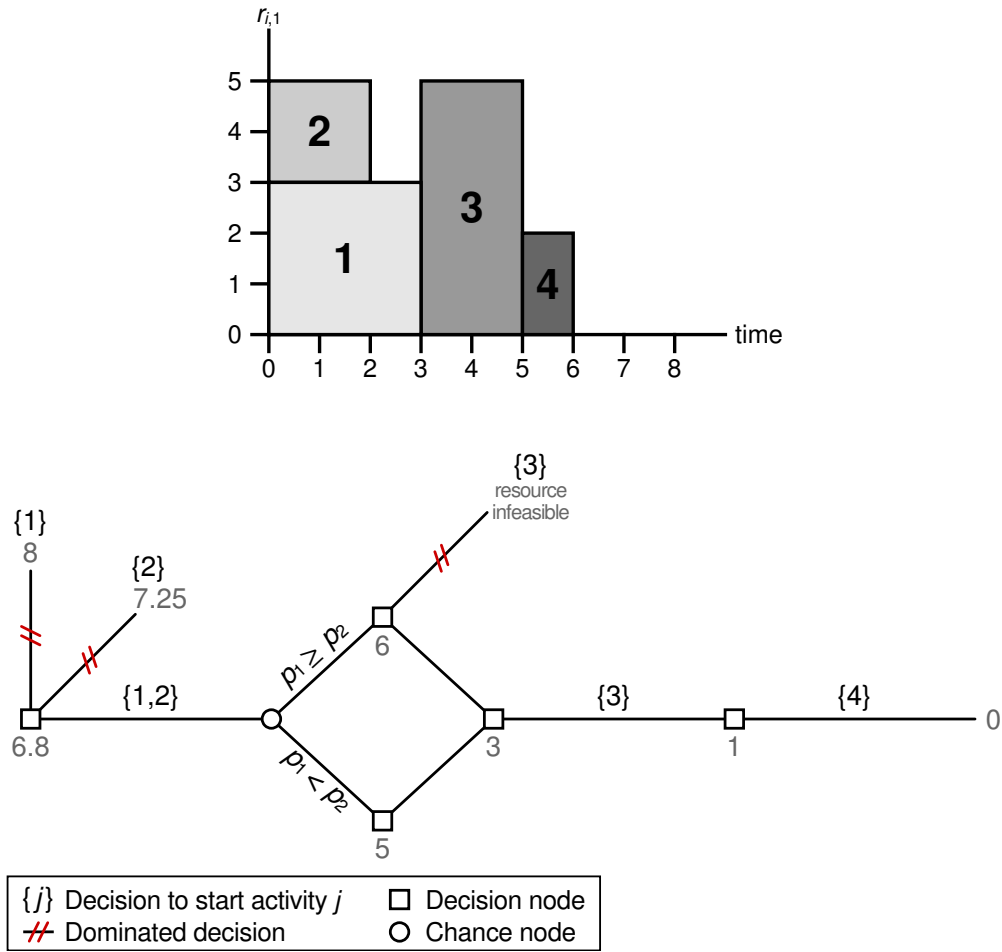 r_{i,1}
5
4
3
2
1
0
2
1
3
4
0 1 2 3 4 5 6 7 8
time
{3}
resource
infeasible
{1}
8
{2}
7.25
p₁ ≥ p₂
6
{1,2}
{3}
{4}
6.8
3
1
0
p₁ < p₂
5
{j} Decision to start activity j
Decision node
Dominated decision
Chance node